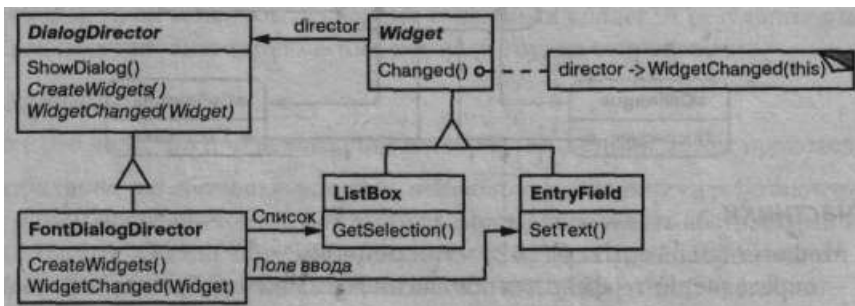 DialogDirector
ShowDialog()
CreateWidgets()
WidgetChanged(Widget)
director
Widget
Changed()
director ->WidgetChanged(this)
ListBox
GetSelection()
EntryField
SetText()
FontDialogDirector
CreateWidgets()
WidgetChanged(Widget)
Список
Поле ввода